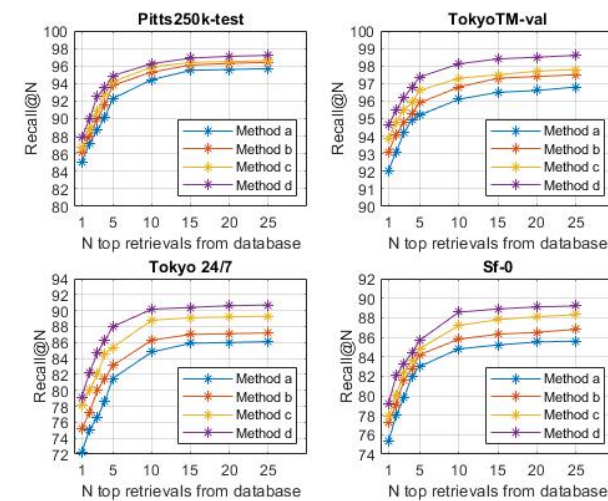 Pitts250k-test
100
98
96
94
92
90
88
86
84
82
80
Recall@N
Method a
Method b
Method c
Method d
1 5 10 15 20 25
N top retrievals from database
TokyoTM-val
100
99
98
97
96
95
94
93
92
91
90
Recall@N
Method a
Method b
Method c
Method d
1 5 10 15 20 25
N top retrievals from database
Tokyo 24/7
94
92
90
88
86
84
82
80
78
76
74
72
Recall@N
Method a
Method b
Method c
Method d
1 5 10 15 20 25
N top retrievals from database
Sf-0
92
90
88
86
84
82
80
78
76
74
Recall@N
Method a
Method b
Method c
Method d
1 5 10 15 20 25
N top retrievals from database